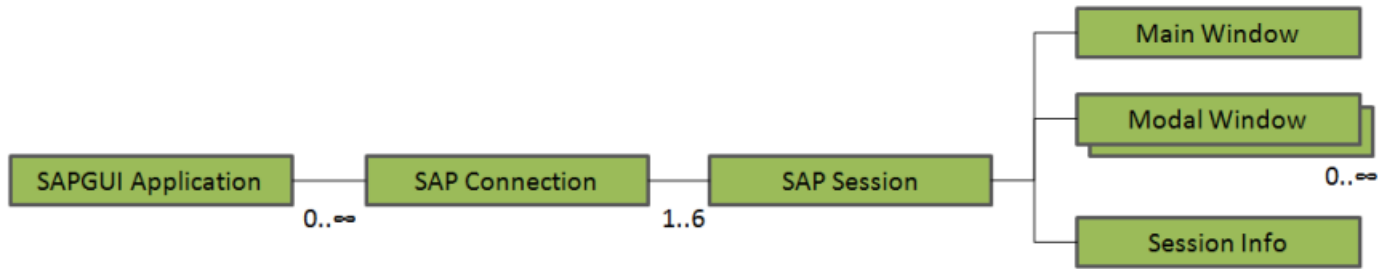 Main Window
Modal Window
0..∞
SAPGUI Application
SAP Connection
SAP Session
0..∞
1..6
Session Info